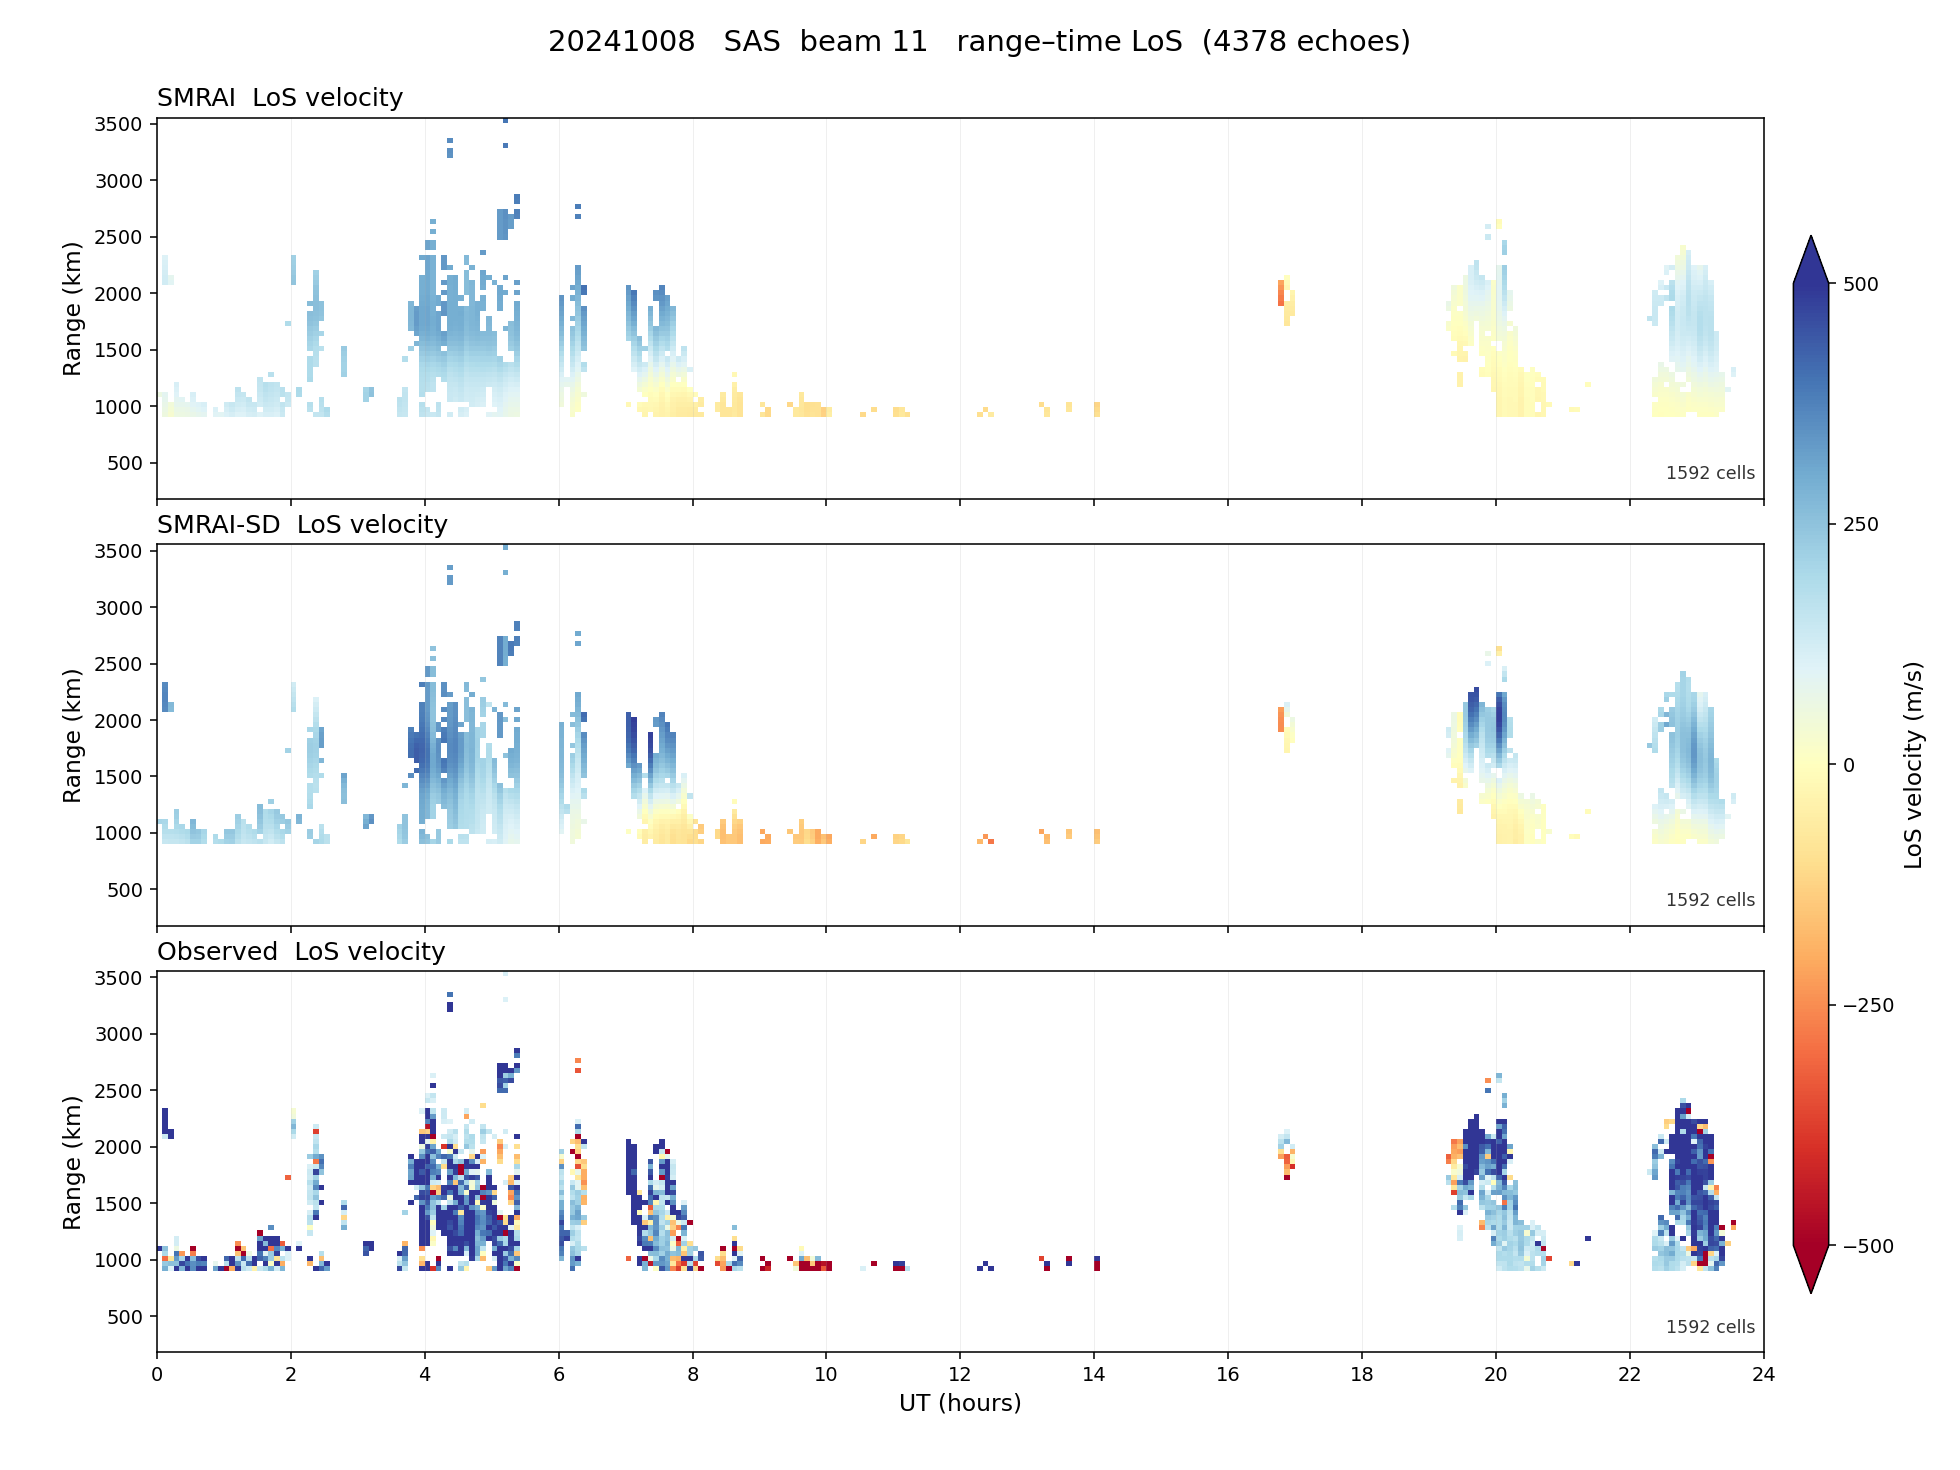 20241008   SAS  beam 11   range–time LoS  (4378 echoes)
SMRAI  LoS velocity
3500
3000
2500
2000
1500
1000
500
Range (km)
1592 cells
SMRAI-SD  LoS velocity
3500
3000
2500
2000
1500
1000
500
Range (km)
1592 cells
Observed  LoS velocity
3500
3000
2500
2000
1500
1000
500
Range (km)
1592 cells
0 2 4 6 8 10 12 14 16 18 20 22 24
UT (hours)
500
250
0
−250
−500
LoS velocity (m/s)